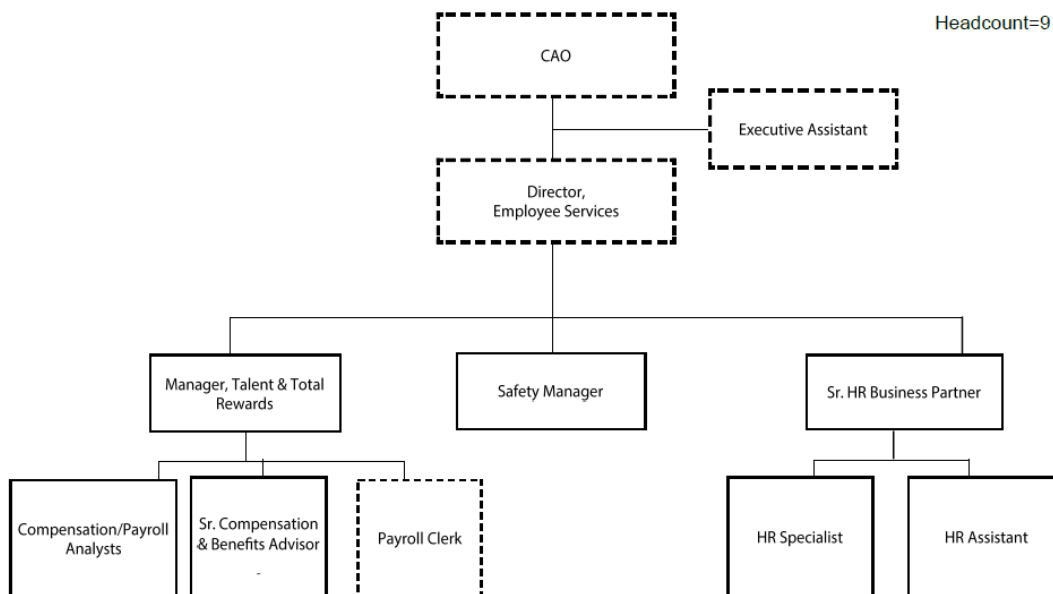 Headcount=9
CAO
Executive Assistant
Director,
Employee Services
Manager, Talent & Total
Rewards
Safety Manager
Sr. HR Business Partner
Compensation/Payroll
Analysts
Sr. Compensation
& Benefits Advisor
-
Payroll Clerk
HR Specialist
HR Assistant